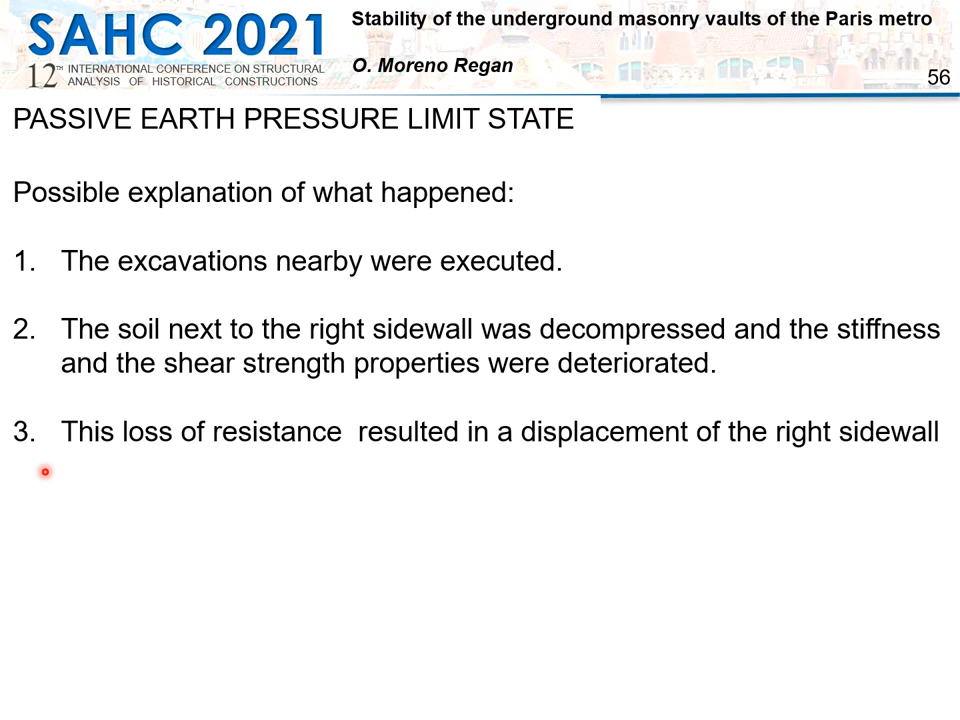 SAHC 2021
12TH INTERNATIONAL CONFERENCE ON STRUCTURAL
ANALYSIS OF HISTORICAL CONSTRUCTIONS
Stability of the underground masonry vaults of the Paris metro
O. Moreno Regan
56
PASSIVE EARTH PRESSURE LIMIT STATE
Possible explanation of what happened:
1. The excavations nearby were executed.
2. The soil next to the right sidewall was decompressed and the stiffness
and the shear strength properties were deteriorated.
3. This loss of resistance  resulted in a displacement of the right sidewall